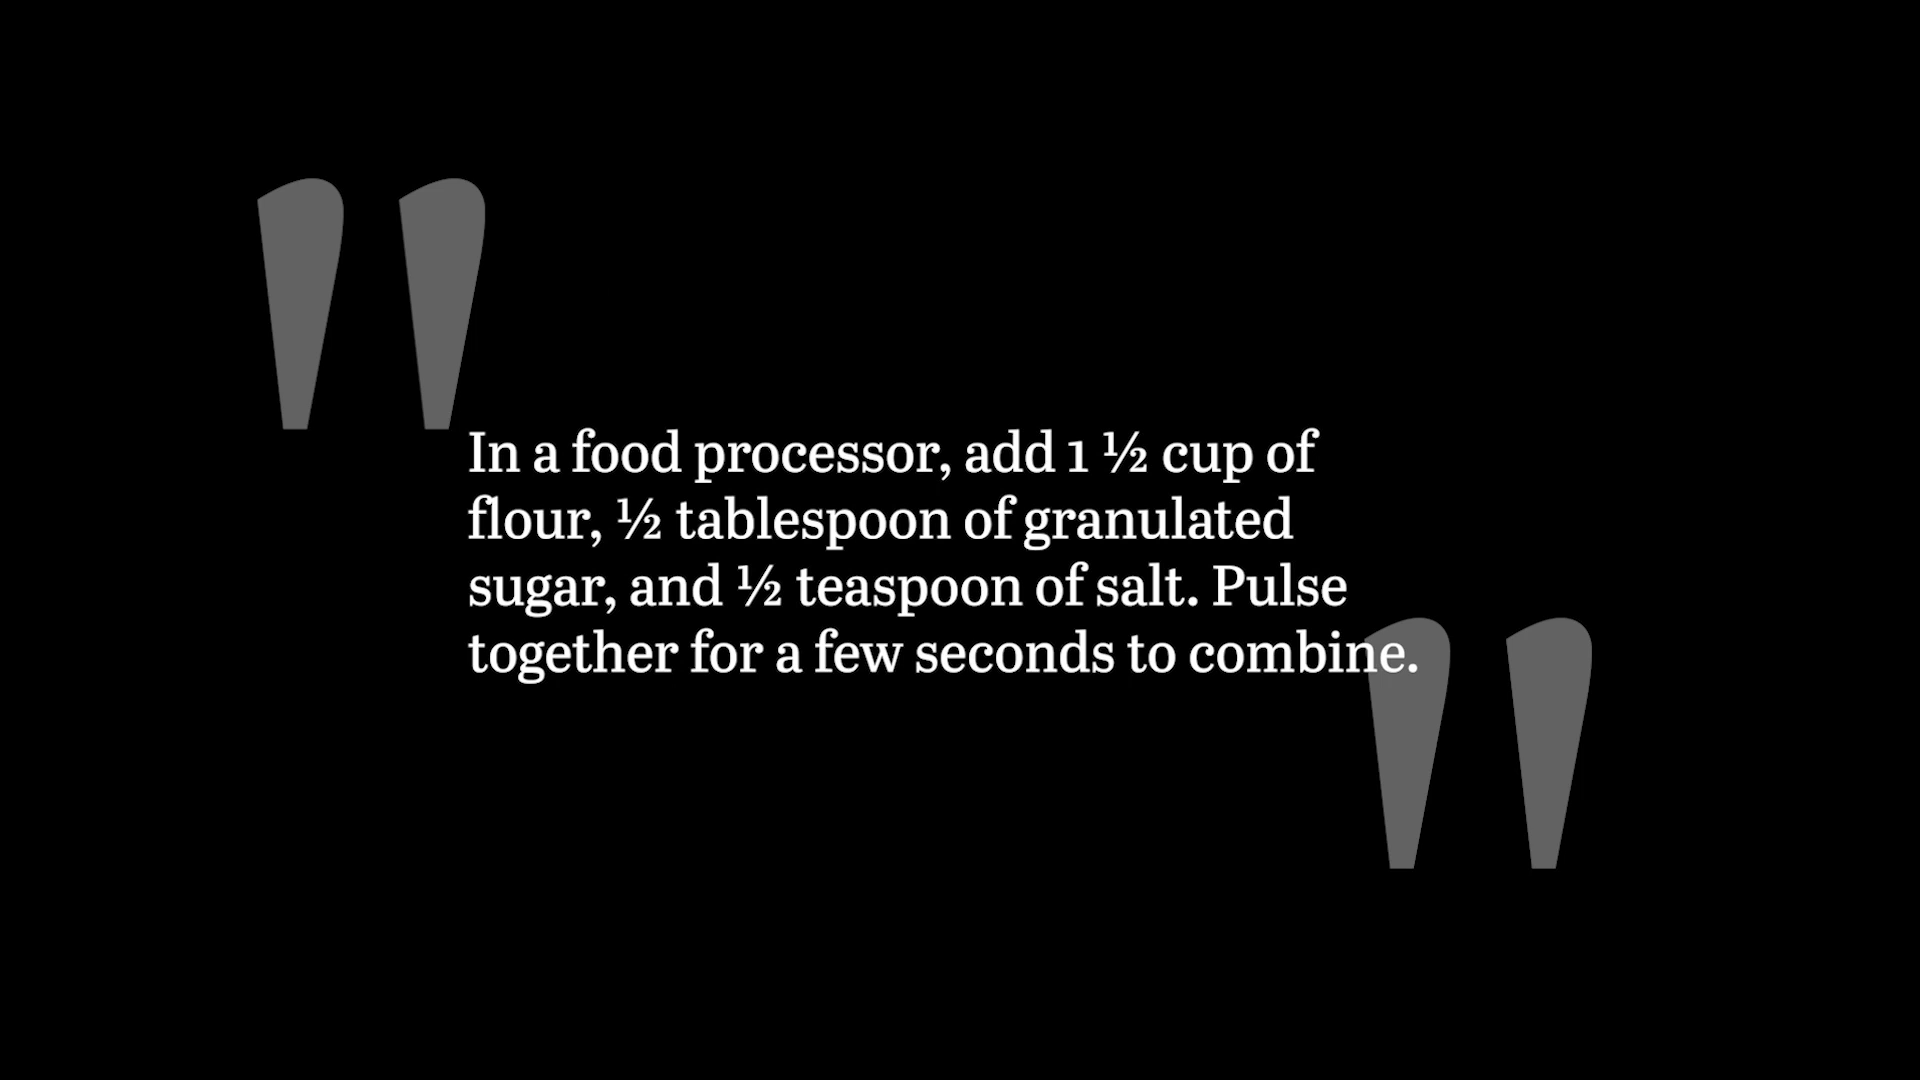 "
In a food processor, add 1 ½ cup of
flour, ½ tablespoon of granulated
sugar, and ½ teaspoon of salt. Pulse
together for a few seconds to combine.
"